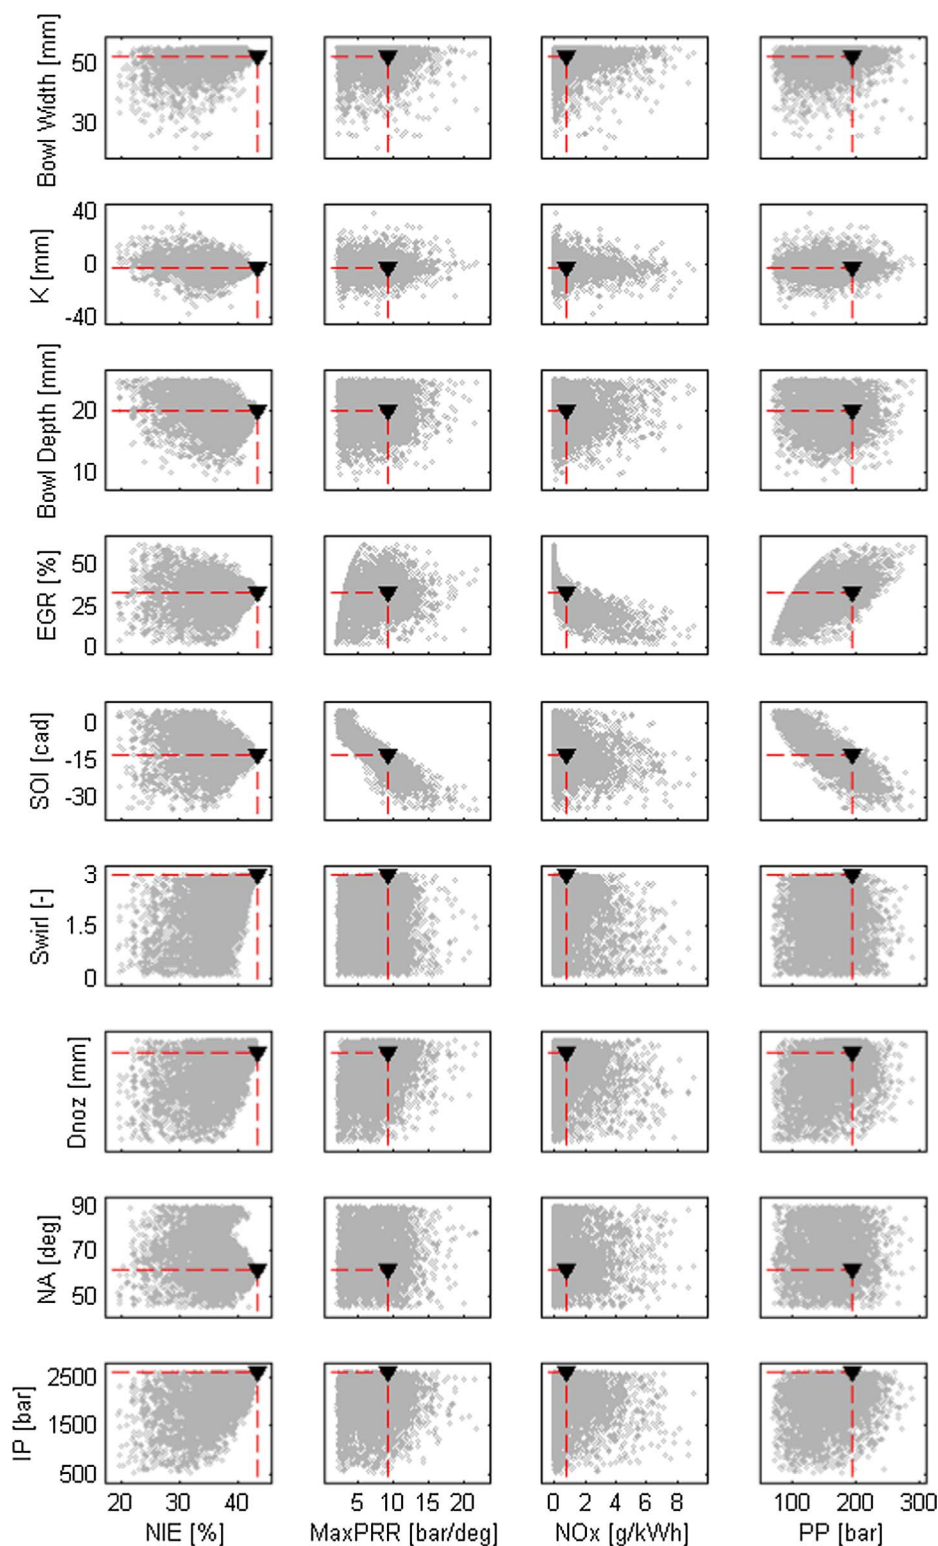 Bowl Width [mm]
50
30
K [mm]
40
0
-40
Bowl Depth [mm]
20
10
EGR [%]
50
25
0
SOI [cad]
0
-15
-30
Swirl [-]
3
1.5
0
Dnoz [mm]
NA [deg]
90
70
50
IP [bar]
2500
1500
500
20 30 40 5 10 15 20 0 2 4 6 8 100 200 300
NIE [%] MaxPRR [bar/deg] NOx [g/kWh] PP [bar]